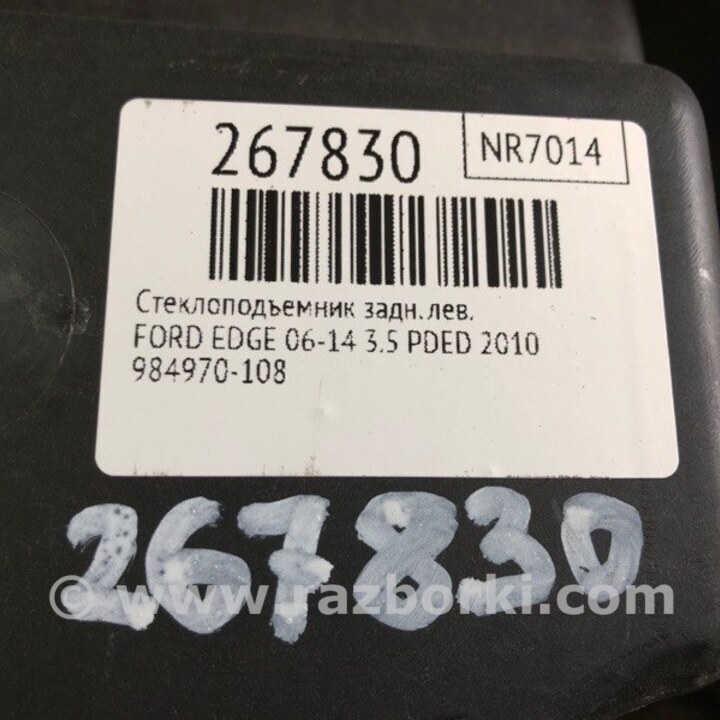 267830
NR7014
Стеклоподъемник задн.лев.
FORD EDGE 06-14 3.5 PDED 2010
984970-108
267830
© www.razborki.com